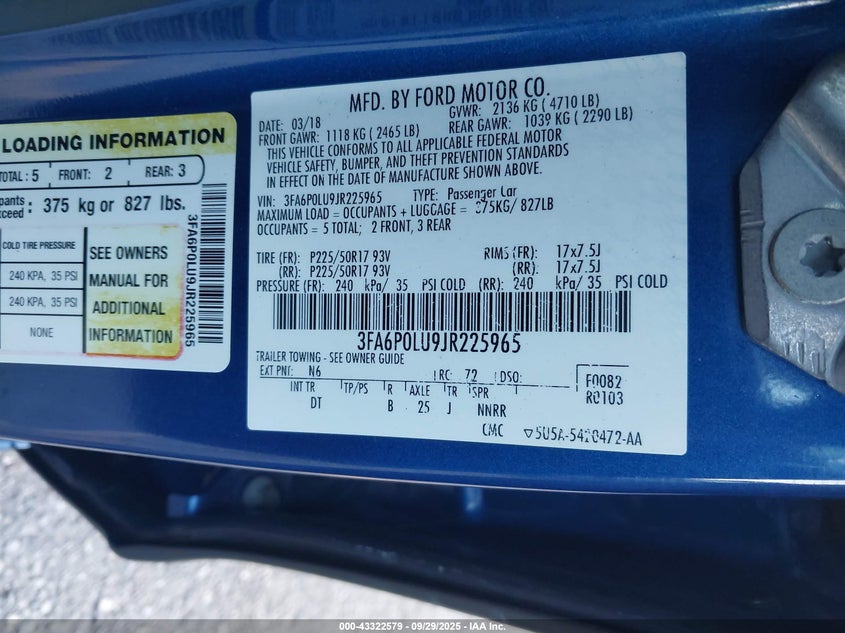 LOADING INFORMATION
TOTAL : 5 FRONT: 2 REAR: 3
375 kg or 827 lbs.
COLD TIRE PRESSURE
240 KPA, 35 PSI
240 KPA, 35 PSI
NONE
SEE OWNERS
MANUAL FOR
ADDITIONAL
INFORMATION
3FA6P0LU9JR225965
MFD. BY FORD MOTOR CO.
DATE: 03/18 GVWR: 2136 KG ( 4710 LB)
FRONT GAWR: 1118 KG ( 2465 LB) REAR GAWR: 1039 KG ( 2290 LB)
THIS VEHICLE CONFORMS TO ALL APPLICABLE FEDERAL MOTOR
VEHICLE SAFETY, BUMPER, AND THEFT PREVENTION STANDARDS
IN EFFECT ON THE DATE OF MANUFACTURE SHOWN ABOVE.
VIN: 3FA6P0LU9JR225965 TYPE: Passenger Car
MAXIMUM LOAD = OCCUPANTS + LUGGAGE = 375KG/ 827LB
OCCUPANTS = 5 TOTAL; 2 FRONT, 3 REAR
TIRE (FR): P225/50R17 93V RIMS (FR): 17x7.5J
(RR): P225/50R17 93V (RR): 17x7.5J
PRESSURE (FR): 240 kPa/ 35 PSI COLD (RR): 240 kPa/ 35 PSI COLD
3FA6P0LU9JR225965
TRAILER TOWING - SEE OWNER GUIDE
EXT PNT: N6 RC: 72 DSO: F0082
INT TR TP/PS R AXLE TR SPR R0103
DT B 25 J NNRR
CMC 5U5A-5420472-AA
000-43322579 - 09/29/2025 - IAA Inc.